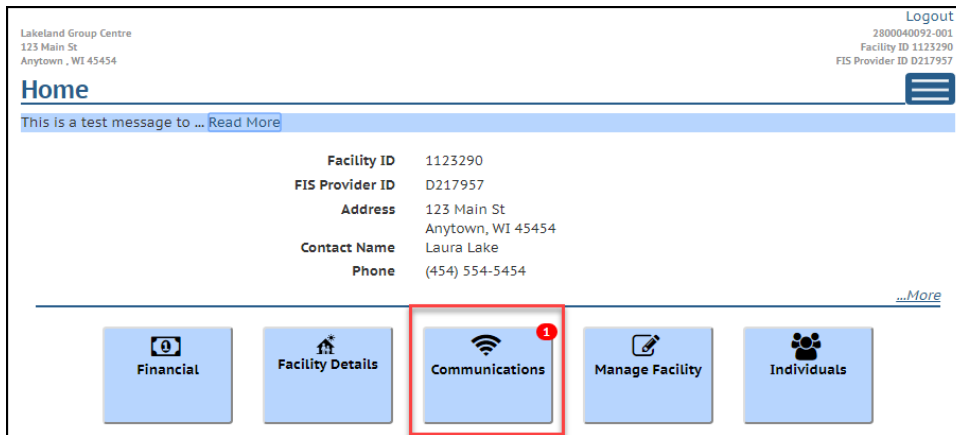 Logout
Lakeland Group Centre
2800040092-001
123 Main St
Facility ID 1123290
Anytown , WI 45454
FIS Provider ID D217957
Home
This is a test message to ... Read More
Facility ID 1123290
FIS Provider ID D217957
Address 123 Main St
Anytown, WI 45454
Contact Name Laura Lake
Phone (454) 554-5454
...More
1
Financial
Facility Details
Communications
Manage Facility
Individuals